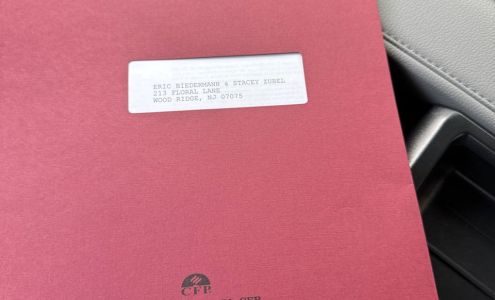 ERIC BIEDERMANN & STACEY ZUBEL
213 FLORAL LANE
WOOD RIDGE, NJ 07075
CFP